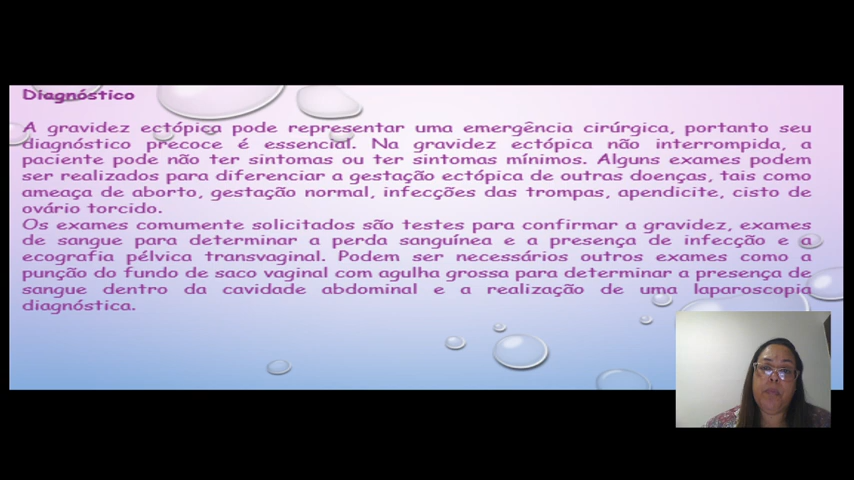 Diagnóstico
A gravidez ectópica pode representar uma emergência cirúrgica, portanto seu
diagnóstico precoce é essencial. Na gravidez ectópica não interrompida, a
paciente pode não ter sintomas ou ter sintomas mínimos. Alguns exames podem
ser realizados para diferenciar a gestação ectópica de outras doenças, tais como
ameaça de aborto, gestação normal, infecções das trompas, apendicite, cisto de
ovário torcido.
Os exames comumente solicitados são testes para confirmar a gravidez, exames
de sangue para determinar a perda sanguínea e a presença de infecção e a
ecografia pélvica transvaginal. Podem ser necessários outros exames como a
punção do fundo de saco vaginal com agulha grossa para determinar a presença de
sangue dentro da cavidade abdominal e a realização de uma laparoscopia
diagnóstica.